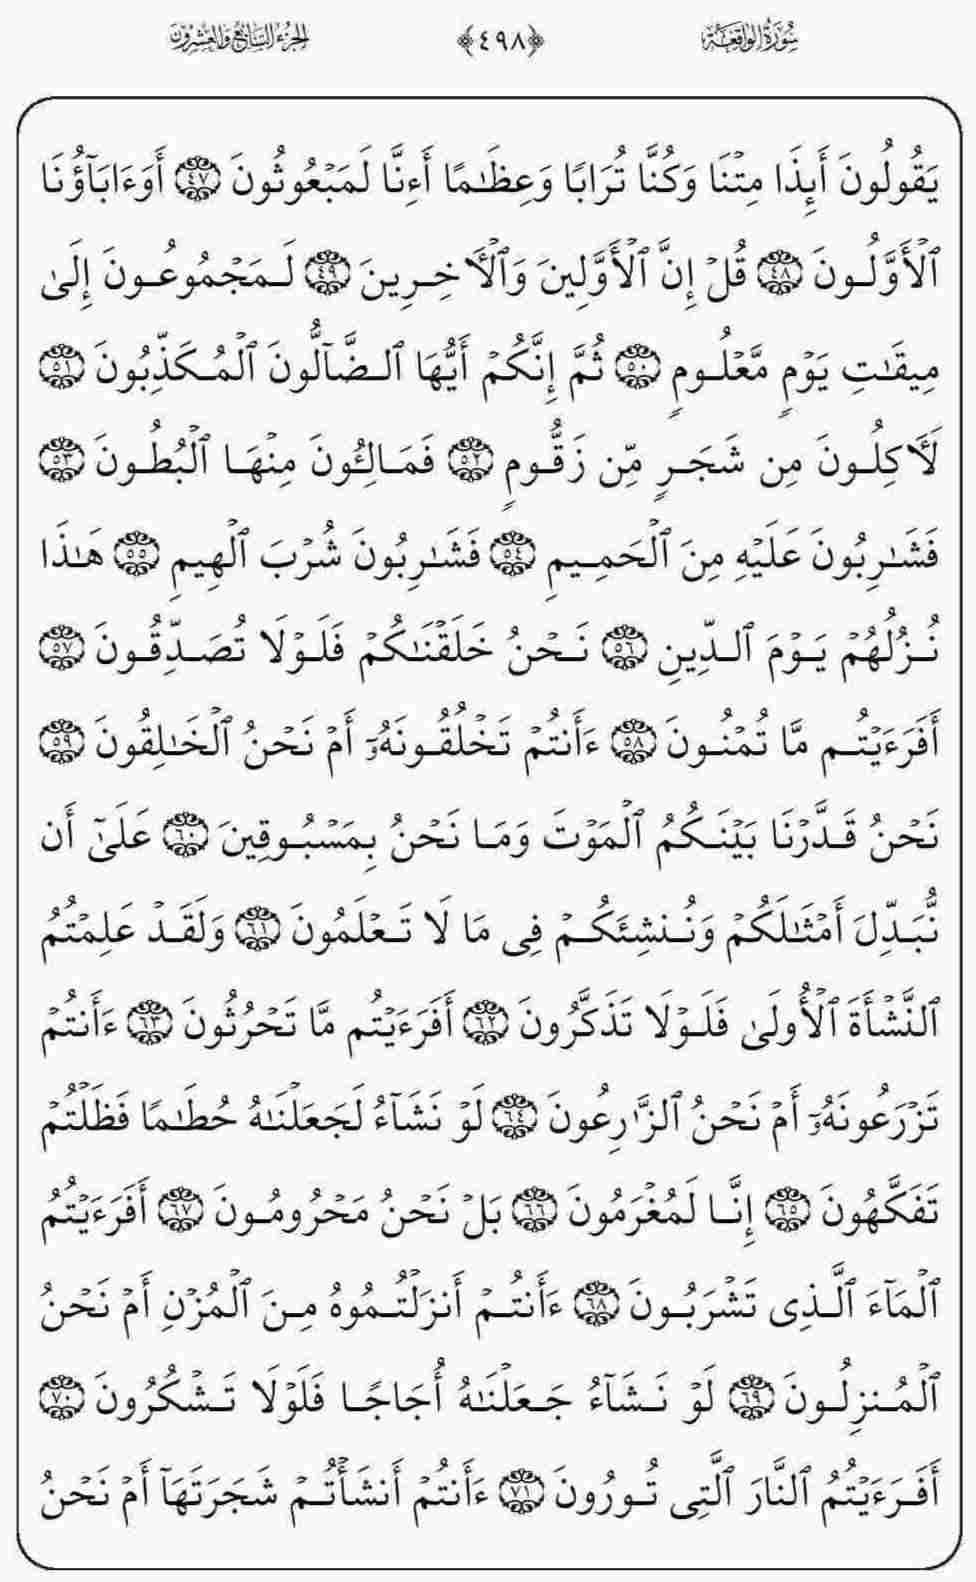 سُورَةُ الوَاقِعَة ﴿٤٩٨﴾ الجُزءُ السَّابِعُ وَالعِشرُونَ
يَقُولُونَ أَئِذَا مِتۡنَا وَكُنَّا تُرَابًا وَعِظَٰمًا أَءِنَّا لَمَبۡعُوثُونَ ٤٧ أَوَءَابَآؤُنَا
ٱلۡأَوَّلُونَ ٤٨ قُلۡ إِنَّ ٱلۡأَوَّلِينَ وَٱلۡأٓخِرِينَ ٤٩ لَمَجۡمُوعُونَ إِلَىٰ
مِيقَٰتِ يَوۡمٖ مَّعۡلُومٖ ٥٠ ثُمَّ إِنَّكُمۡ أَيُّهَا ٱلضَّآلُّونَ ٱلۡمُكَذِّبُونَ ٥١
لَأٓكِلُونَ مِن شَجَرٖ مِّن زَقُّومٖ ٥٢ فَمَالِـُٔونَ مِنۡهَا ٱلۡبُطُونَ ٥٣
فَشَٰرِبُونَ عَلَيۡهِ مِنَ ٱلۡحَمِيمِ ٥٤ فَشَٰرِبُونَ شُرۡبَ ٱلۡهِيمِ ٥٥ هَٰذَا
نُزُلُهُمۡ يَوۡمَ ٱلدِّينِ ٥٦ نَحۡنُ خَلَقۡنَٰكُمۡ فَلَوۡلَا تُصَدِّقُونَ ٥٧
أَفَرَءَيۡتُم مَّا تُمۡنُونَ ٥٨ ءَأَنتُمۡ تَخۡلُقُونَهُۥٓ أَمۡ نَحۡنُ ٱلۡخَٰلِقُونَ ٥٩
نَحۡنُ قَدَّرۡنَا بَيۡنَكُمُ ٱلۡمَوۡتَ وَمَا نَحۡنُ بِمَسۡبُوقِينَ ٦٠ عَلَىٰٓ أَن
نُّبَدِّلَ أَمۡثَٰلَكُمۡ وَنُنشِئَكُمۡ فِي مَا لَا تَعۡلَمُونَ ٦١ وَلَقَدۡ عَلِمۡتُمُ
ٱلنَّشۡأَةَ ٱلۡأُولَىٰ فَلَوۡلَا تَذَكَّرُونَ ٦٢ أَفَرَءَيۡتُم مَّا تَحۡرُثُونَ ٦٣ ءَأَنتُمۡ
تَزۡرَعُونَهُۥٓ أَمۡ نَحۡنُ ٱلزَّٰرِعُونَ ٦٤ لَوۡ نَشَآءُ لَجَعَلۡنَٰهُ حُطَٰمًا فَظَلۡتُمۡ
تَفَكَّهُونَ ٦٥ إِنَّا لَمُغۡرَمُونَ ٦٦ بَلۡ نَحۡنُ مَحۡرُومُونَ ٦٧ أَفَرَءَيۡتُمُ
ٱلۡمَآءَ ٱلَّذِي تَشۡرَبُونَ ٦٨ ءَأَنتُمۡ أَنزَلۡتُمُوهُ مِنَ ٱلۡمُزۡنِ أَمۡ نَحۡنُ
ٱلۡمُنزِلُونَ ٦٩ لَوۡ نَشَآءُ جَعَلۡنَٰهُ أُجَاجٗا فَلَوۡلَا تَشۡكُرُونَ ٧٠
أَفَرَءَيۡتُمُ ٱلنَّارَ ٱلَّتِي تُورُونَ ٧١ ءَأَنتُمۡ أَنشَأۡتُمۡ شَجَرَتَهَآ أَمۡ نَحۡنُ